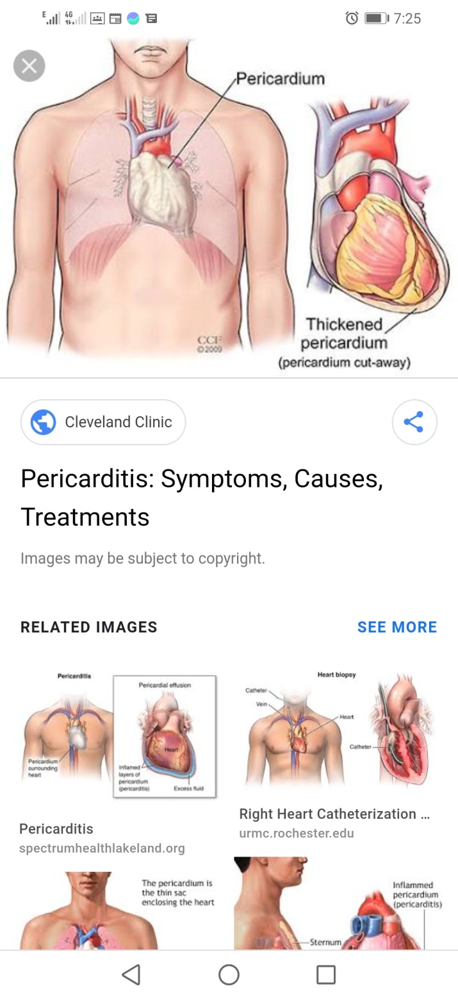 E 4G 7:25
Pericardium
Thickened
pericardium
(pericardium cut-away)
CCF
©2009
Cleveland Clinic
Pericarditis: Symptoms, Causes,
Treatments
Images may be subject to copyright.
RELATED IMAGES SEE MORE
Pericarditis
Pericardial effusion
Heart
Pericardium
surrounding
heart
Inflamed
layers of
pericardium
(pericarditis)
Excess fluid
Pericarditis
spectrumhealthlakeland.org
Heart biopsy
Catheter
Vein
Heart
Catheter
Right Heart Catheterization ...
urmc.rochester.edu
The pericardium is
the thin sac
enclosing the heart
Inflammed
pericardium
(pericarditis)
Sternum